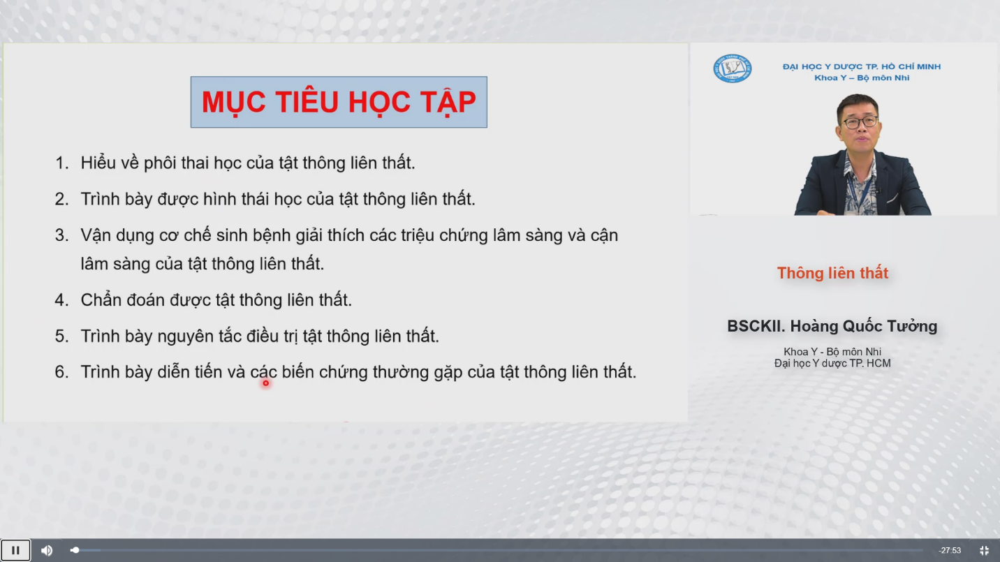 MỤC TIÊU HỌC TẬP
1. Hiểu về phôi thai học của tật thông liên thất.
2. Trình bày được hình thái học của tật thông liên thất.
3. Vận dụng cơ chế sinh bệnh giải thích các triệu chứng lâm sàng và cận
lâm sàng của tật thông liên thất.
4. Chẩn đoán được tật thông liên thất.
5. Trình bày nguyên tắc điều trị tật thông liên thất.
6. Trình bày diễn tiến và các biến chứng thường gặp của tật thông liên thất.
ĐẠI HỌC Y DƯỢC TP. HỒ CHÍ MINH
Khoa Y – Bộ môn Nhi
Thông liên thất
BSCKII. Hoàng Quốc Tưởng
Khoa Y - Bộ môn Nhi
Đại học Y dược TP. HCM
-27:53